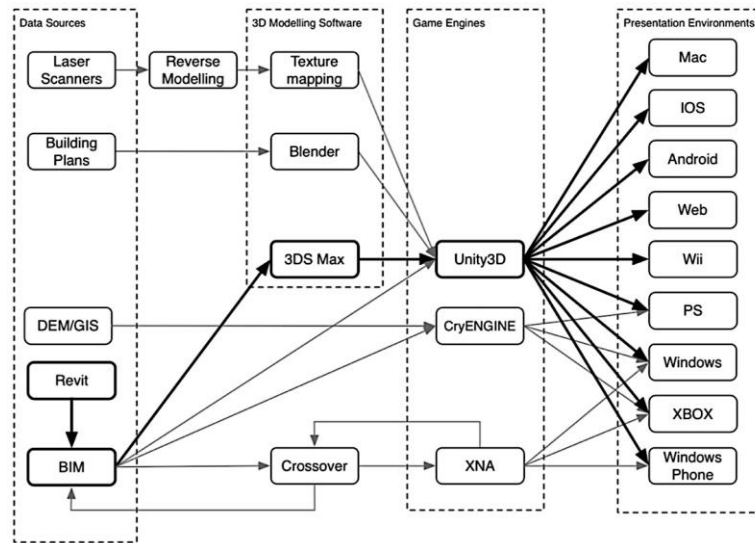 Data Sources
3D Modelling Software
Game Engines
Presentation Environments
Laser
Scanners
Reverse
Modelling
Texture
mapping
Mac
IOS
Building
Plans
Blender
Android
Web
3DS Max
Unity3D
Wii
DEM/GIS
CryENGINE
PS
Revit
Windows
XBOX
BIM
Crossover
XNA
Windows
Phone